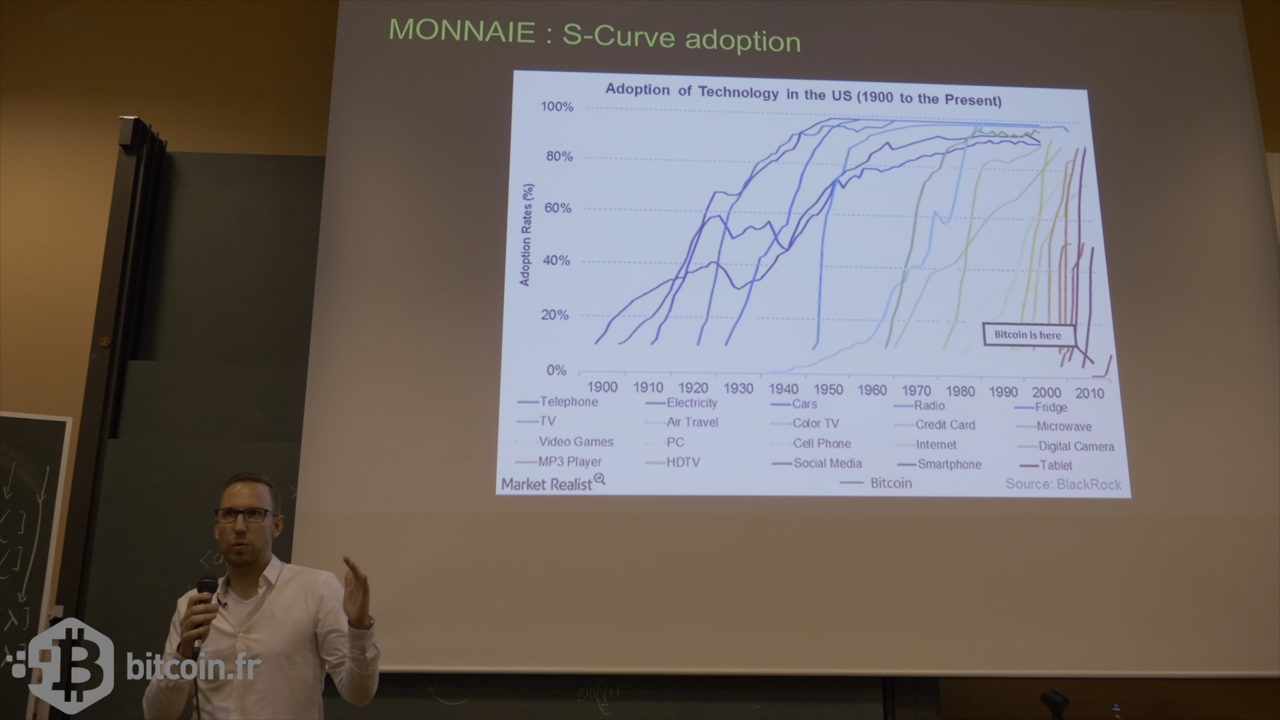 MONNAIE : S-Curve adoption
Adoption of Technology in the US (1900 to the Present)
100%
80%
60%
40%
20%
0%
Adoption Rates (%)
Bitcoin is here
1900 1910 1920 1930 1940 1950 1960 1970 1980 1990 2000 2010
Telephone Electricity Cars Radio Fridge
TV Air Travel Color TV Credit Card Microwave
Video Games PC Cell Phone Internet Digital Camera
MP3 Player HDTV Social Media Smartphone Tablet
Market Realist Bitcoin Source: BlackRock
bitcoin.fr